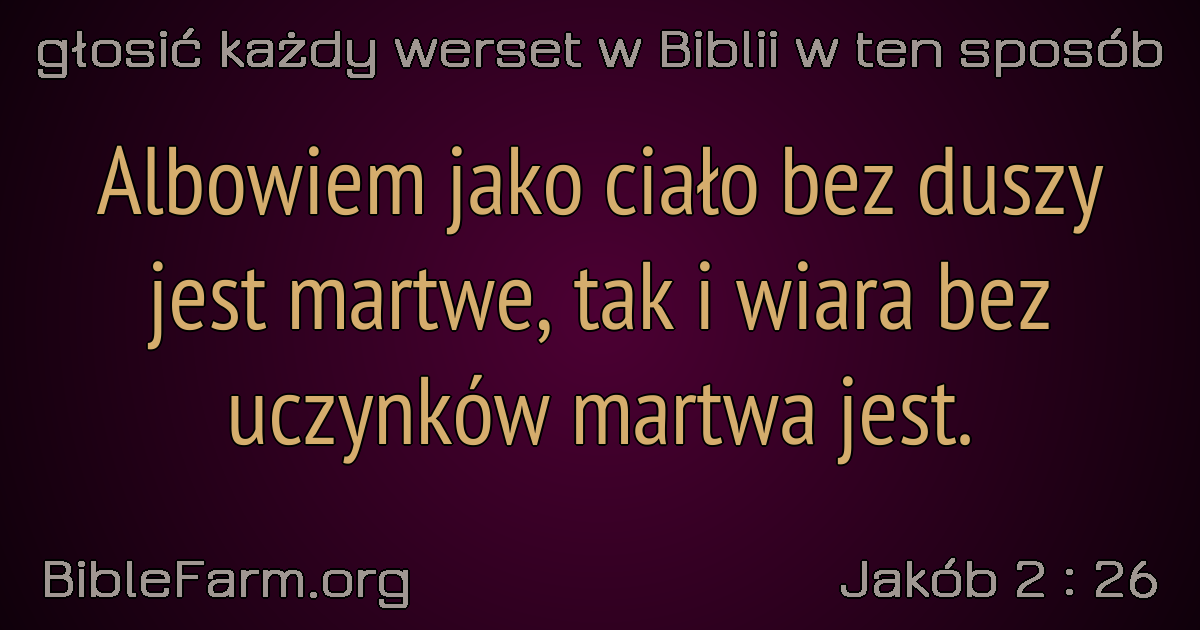 głosić każdy werset w Biblii w ten sposób
Albowiem jako ciało bez duszy
jest martwe, tak i wiara bez
uczynków martwa jest.
BibleFarm.org
Jakób 2 : 26